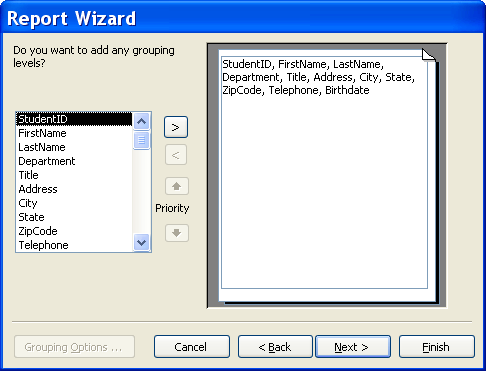 Report Wizard
Do you want to add any grouping
levels?
StudentID
FirstName
LastName
Department
Title
Address
City
State
ZipCode
Telephone
>
<
Priority
StudentID, FirstName, LastName,
Department, Title, Address, City, State,
ZipCode, Telephone, Birthdate
Grouping Options ...
Cancel
< Back
Next >
Finish